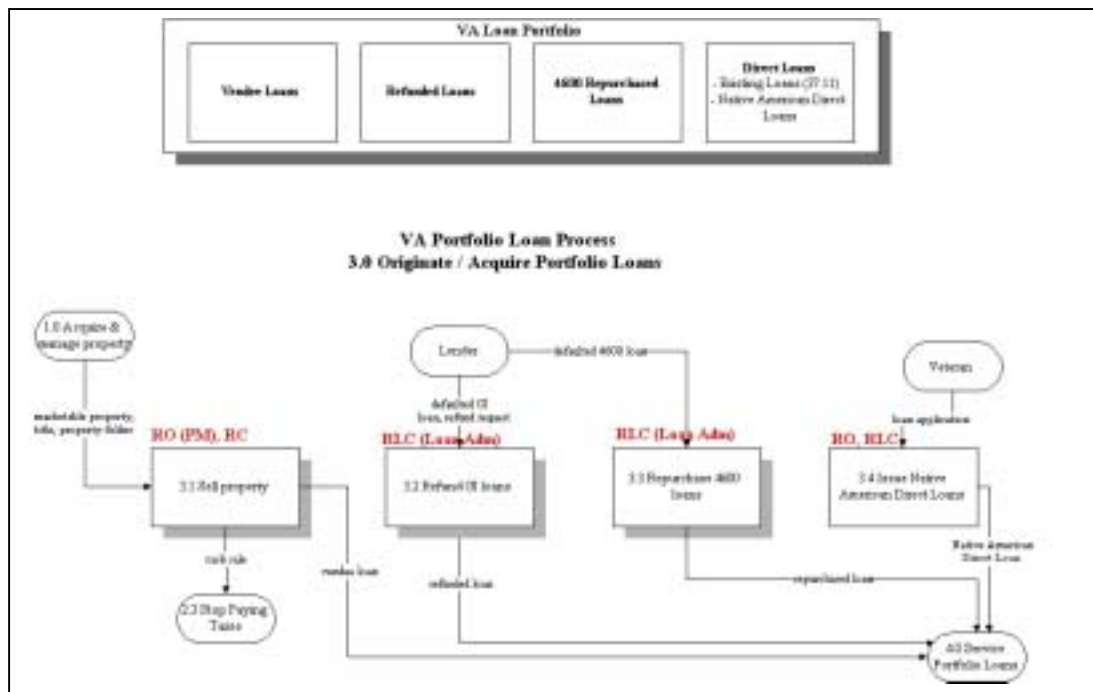 VA Loan Portfolio
Vendee Loans
Refunded Loans
4600 Repurchased
Loans
Direct Loans
- Existing Loans (37.11)
- Native American Direct
Loans
VA Portfolio Loan Process
3.0 Originate / Acquire Portfolio Loans
1.0 Acquire &
manage property
Lender
defaulted 4600 loan
Veteran
marketable property,
title, property folder
defaulted UI
loan, refund request
loan application
RO (PM), RC
RLC (Loan Adm)
RLC (Loan Adm)
RO, RLC
3.1 Sell property
3.2 Refund UI loans
3.3 Repurchase 4600
loans
3.4 Issue Native
American Direct Loans
cash sale
vendee loan
refunded loan
repurchased loan
Native American
Direct Loan
2.3 Stop Paying
Taxes
4.0 Service
Portfolio Loans